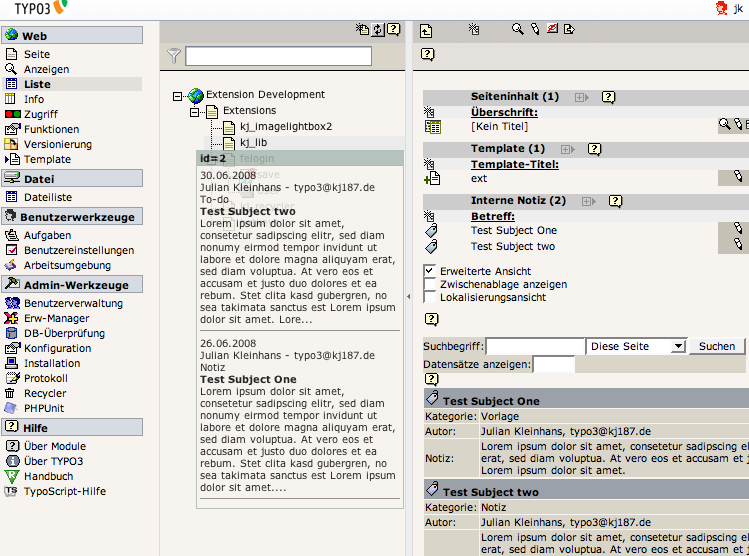 TYPO3
jk
Web
Seite
Anzeigen
Liste
Info
Zugriff
Funktionen
Versionierung
Template
Datei
Dateiliste
Benutzerwerkzeuge
Aufgaben
Benutzereinstellungen
Arbeitsumgebung
Admin-Werkzeuge
Benutzerverwaltung
Erw-Manager
DB-Überprüfung
Konfiguration
Installation
Protokoll
Recycler
PHPUnit
Hilfe
Über Module
Über TYPO3
Handbuch
TS TypoScript-Hilfe
Extension Development
Extensions
kj_imagelightbox2
kj_lib
id=2
felogin
30.06.2008
Julian Kleinhans - typo3@kj187.de
To-do
Test Subject two
Lorem ipsum dolor sit amet,
consetetur sadipscing elitr, sed diam
nonumy eirmod tempor invidunt ut
labore et dolore magna aliquyam erat,
sed diam voluptua. At vero eos et
accusam et justo duo dolores et ea
rebum. Stet clita kasd gubergren, no
sea takimata sanctus est Lorem ipsum
dolor sit amet. Lore...
26.06.2008
Julian Kleinhans - typo3@kj187.de
Notiz
Test Subject One
Lorem ipsum dolor sit amet,
consetetur sadipscing elitr, sed diam
nonumy eirmod tempor invidunt ut
labore et dolore magna aliquyam erat,
sed diam voluptua. At vero eos et
accusam et justo duo dolores et ea
rebum. Stet clita kasd gubergren, no
sea takimata sanctus est Lorem ipsum
dolor sit amet....
Seiteninhalt (1)
Überschrift:
[Kein Titel]
Template (1)
Template-Titel:
ext
Interne Notiz (2)
Betreff:
Test Subject One
Test Subject two
Erweiterte Ansicht
Zwischenablage anzeigen
Lokalisierungsansicht
Suchbegriff: Diese Seite Suchen
Datensätze anzeigen:
Test Subject One
Kategorie: Vorlage
Autor: Julian Kleinhans, typo3@kj187.de
Lorem ipsum dolor sit amet, consetetur sadipscing el
Notiz: erat, sed diam voluptua. At vero eos et accusam et j
Lorem ipsum dolor sit amet.
Test Subject two
Kategorie: Notiz
Autor: Julian Kleinhans, typo3@kj187.de
Lorem ipsum dolor sit amet, consetetur sadipscing el
erat, sed diam voluptua. At vero eos et accusam et j